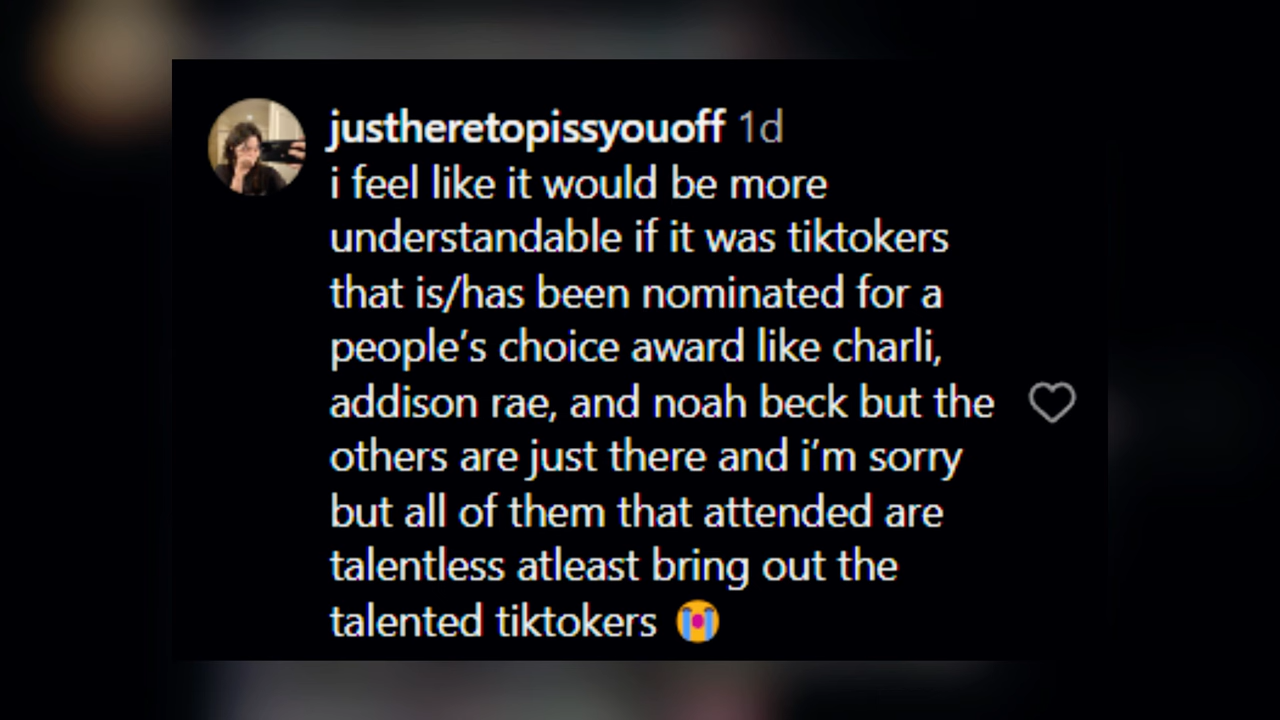 justheretopissyouoff 1d
i feel like it would be more
understandable if it was tiktokers
that is/has been nominated for a
people’s choice award like charli,
addison rae, and noah beck but the
others are just there and i’m sorry
but all of them that attended are
talentless atleast bring out the
talented tiktokers 😭